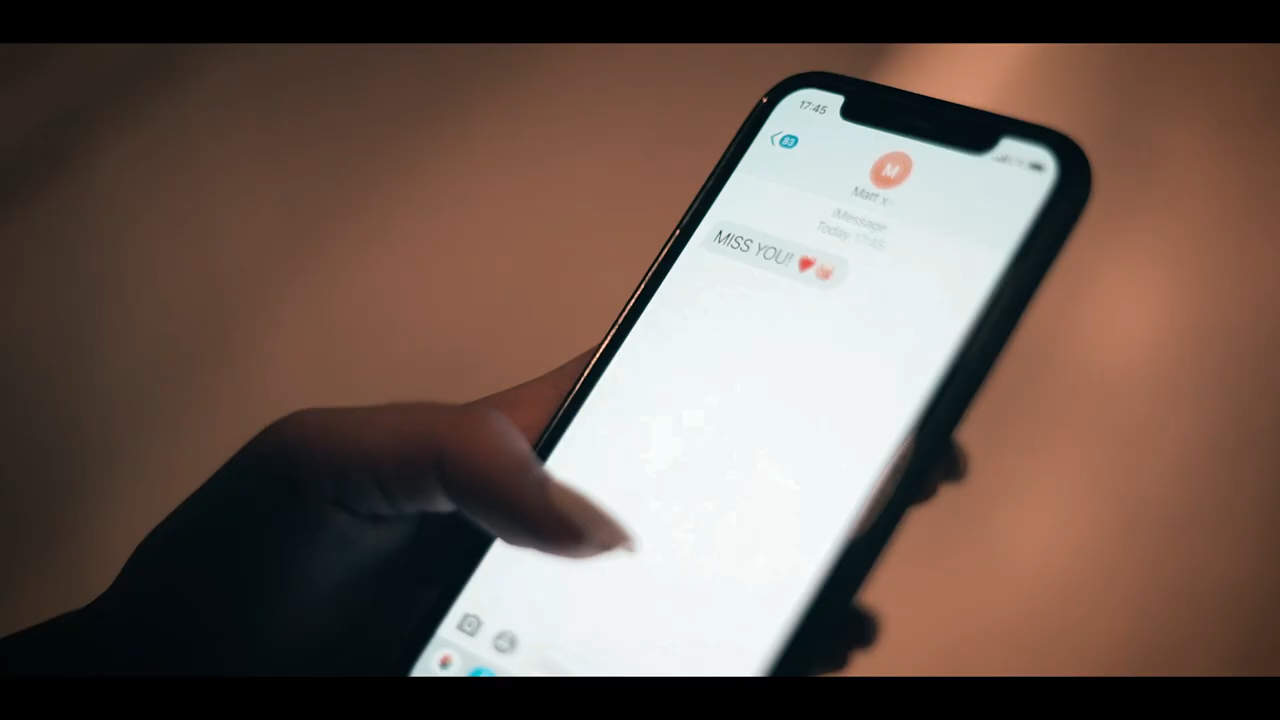 17:45
83
M
Matt x
iMessage
Today 17:45
MISS YOU! ❤️😘